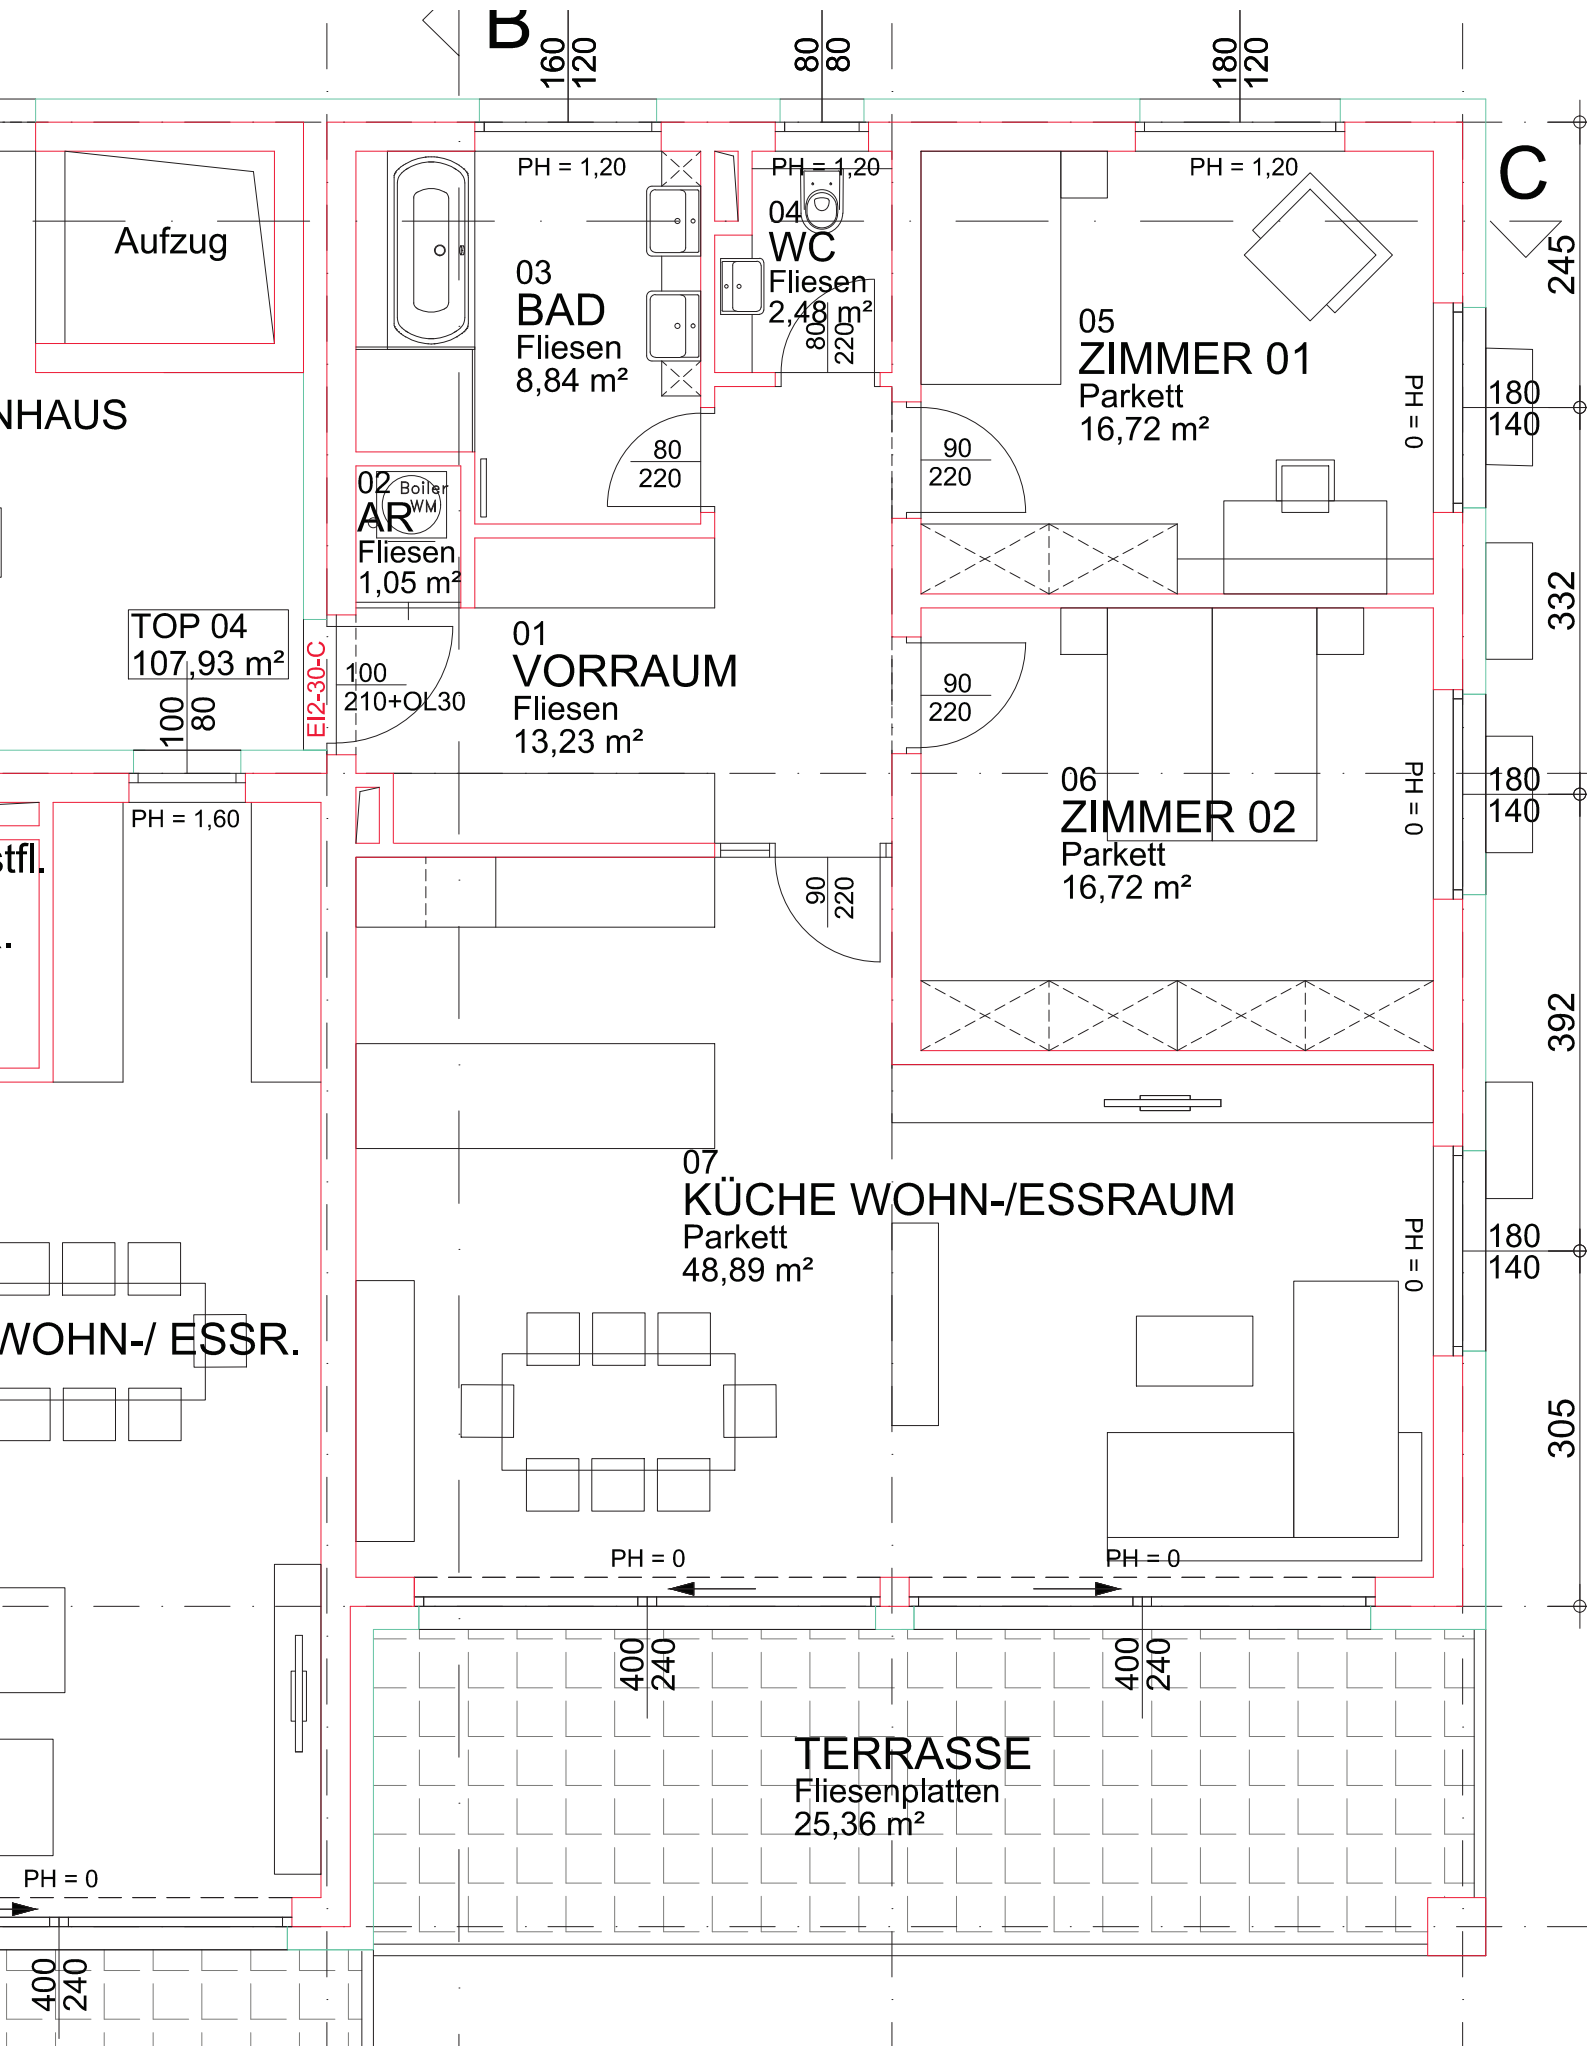 B
160
120
80
80
180
120
PH = 1,20
PH = 1,20
PH = 1,20
C
Aufzug
245
03
BAD
Fliesen
8,84 m²
04
WC
Fliesen
2,48 m²
80
220
05
ZIMMER 01
Parkett
16,72 m²
PH = 0
180
140
NHAUS
80
220
90
220
02
AR
Fliesen
1,05 m²
Boiler
WM
332
TOP 04
107,93 m²
EI2-30-C
100
210+OL30
01
VORRAUM
Fliesen
13,23 m²
90
220
100
80
PH = 1,60
06
ZIMMER 02
Parkett
16,72 m²
PH = 0
180
140
stfl.
90
220
392
07
KÜCHE WOHN-/ESSRAUM
Parkett
48,89 m²
PH = 0
180
140
WOHN-/ ESSR.
305
PH = 0
PH = 0
400
240
400
240
TERRASSE
Fliesenplatten
25,36 m²
PH = 0
400
240